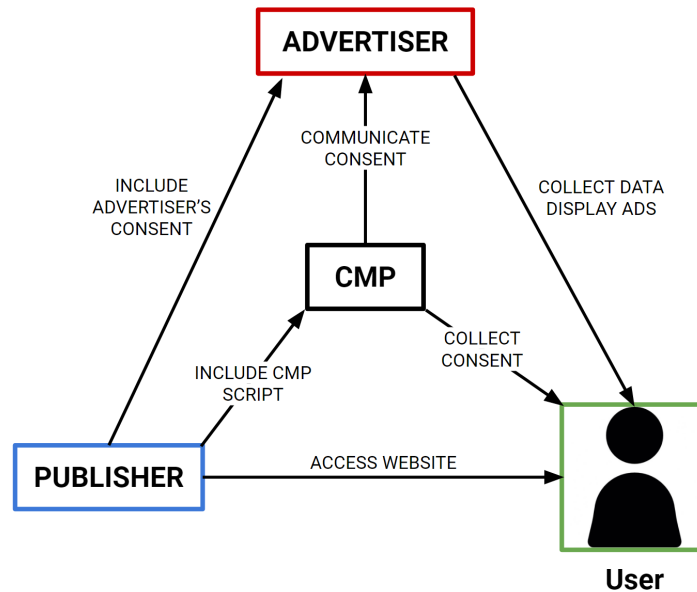 ADVERTISER
COMMUNICATE
CONSENT
INCLUDE
ADVERTISER'S
CONSENT
COLLECT DATA
DISPLAY ADS
CMP
COLLECT
CONSENT
INCLUDE CMP
SCRIPT
PUBLISHER
ACCESS WEBSITE
User